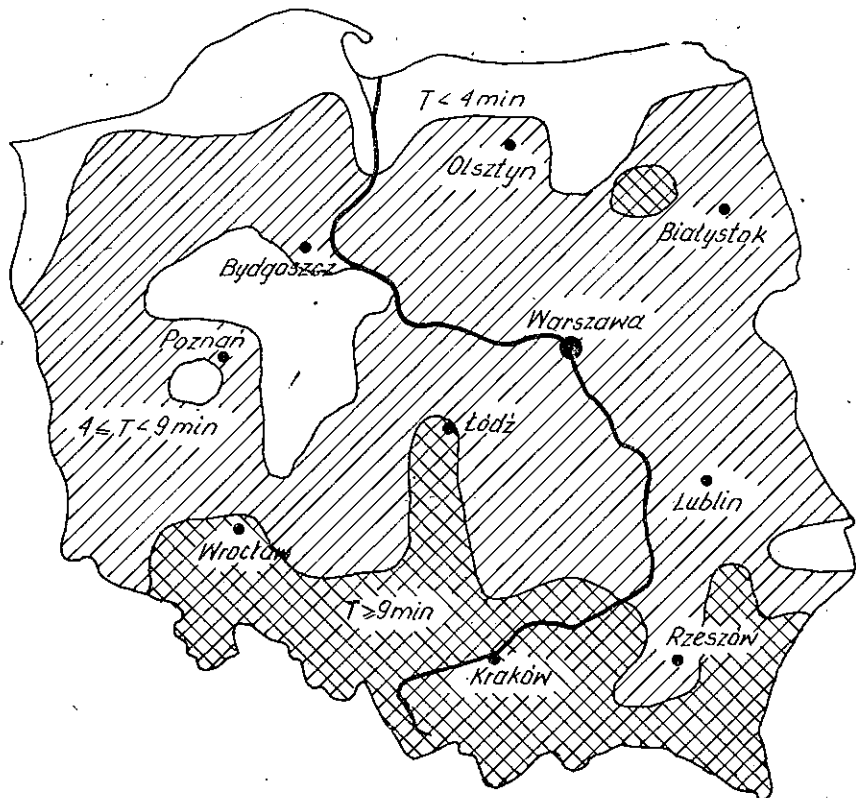 T < 4 min
Olsztyn
Białystok
Bydgoszcz
Warszawa
Poznań
4 ≤ T < 9 min
Łódź
Lublin
Wrocław
T ≥ 9 min
Rzeszów
Kraków